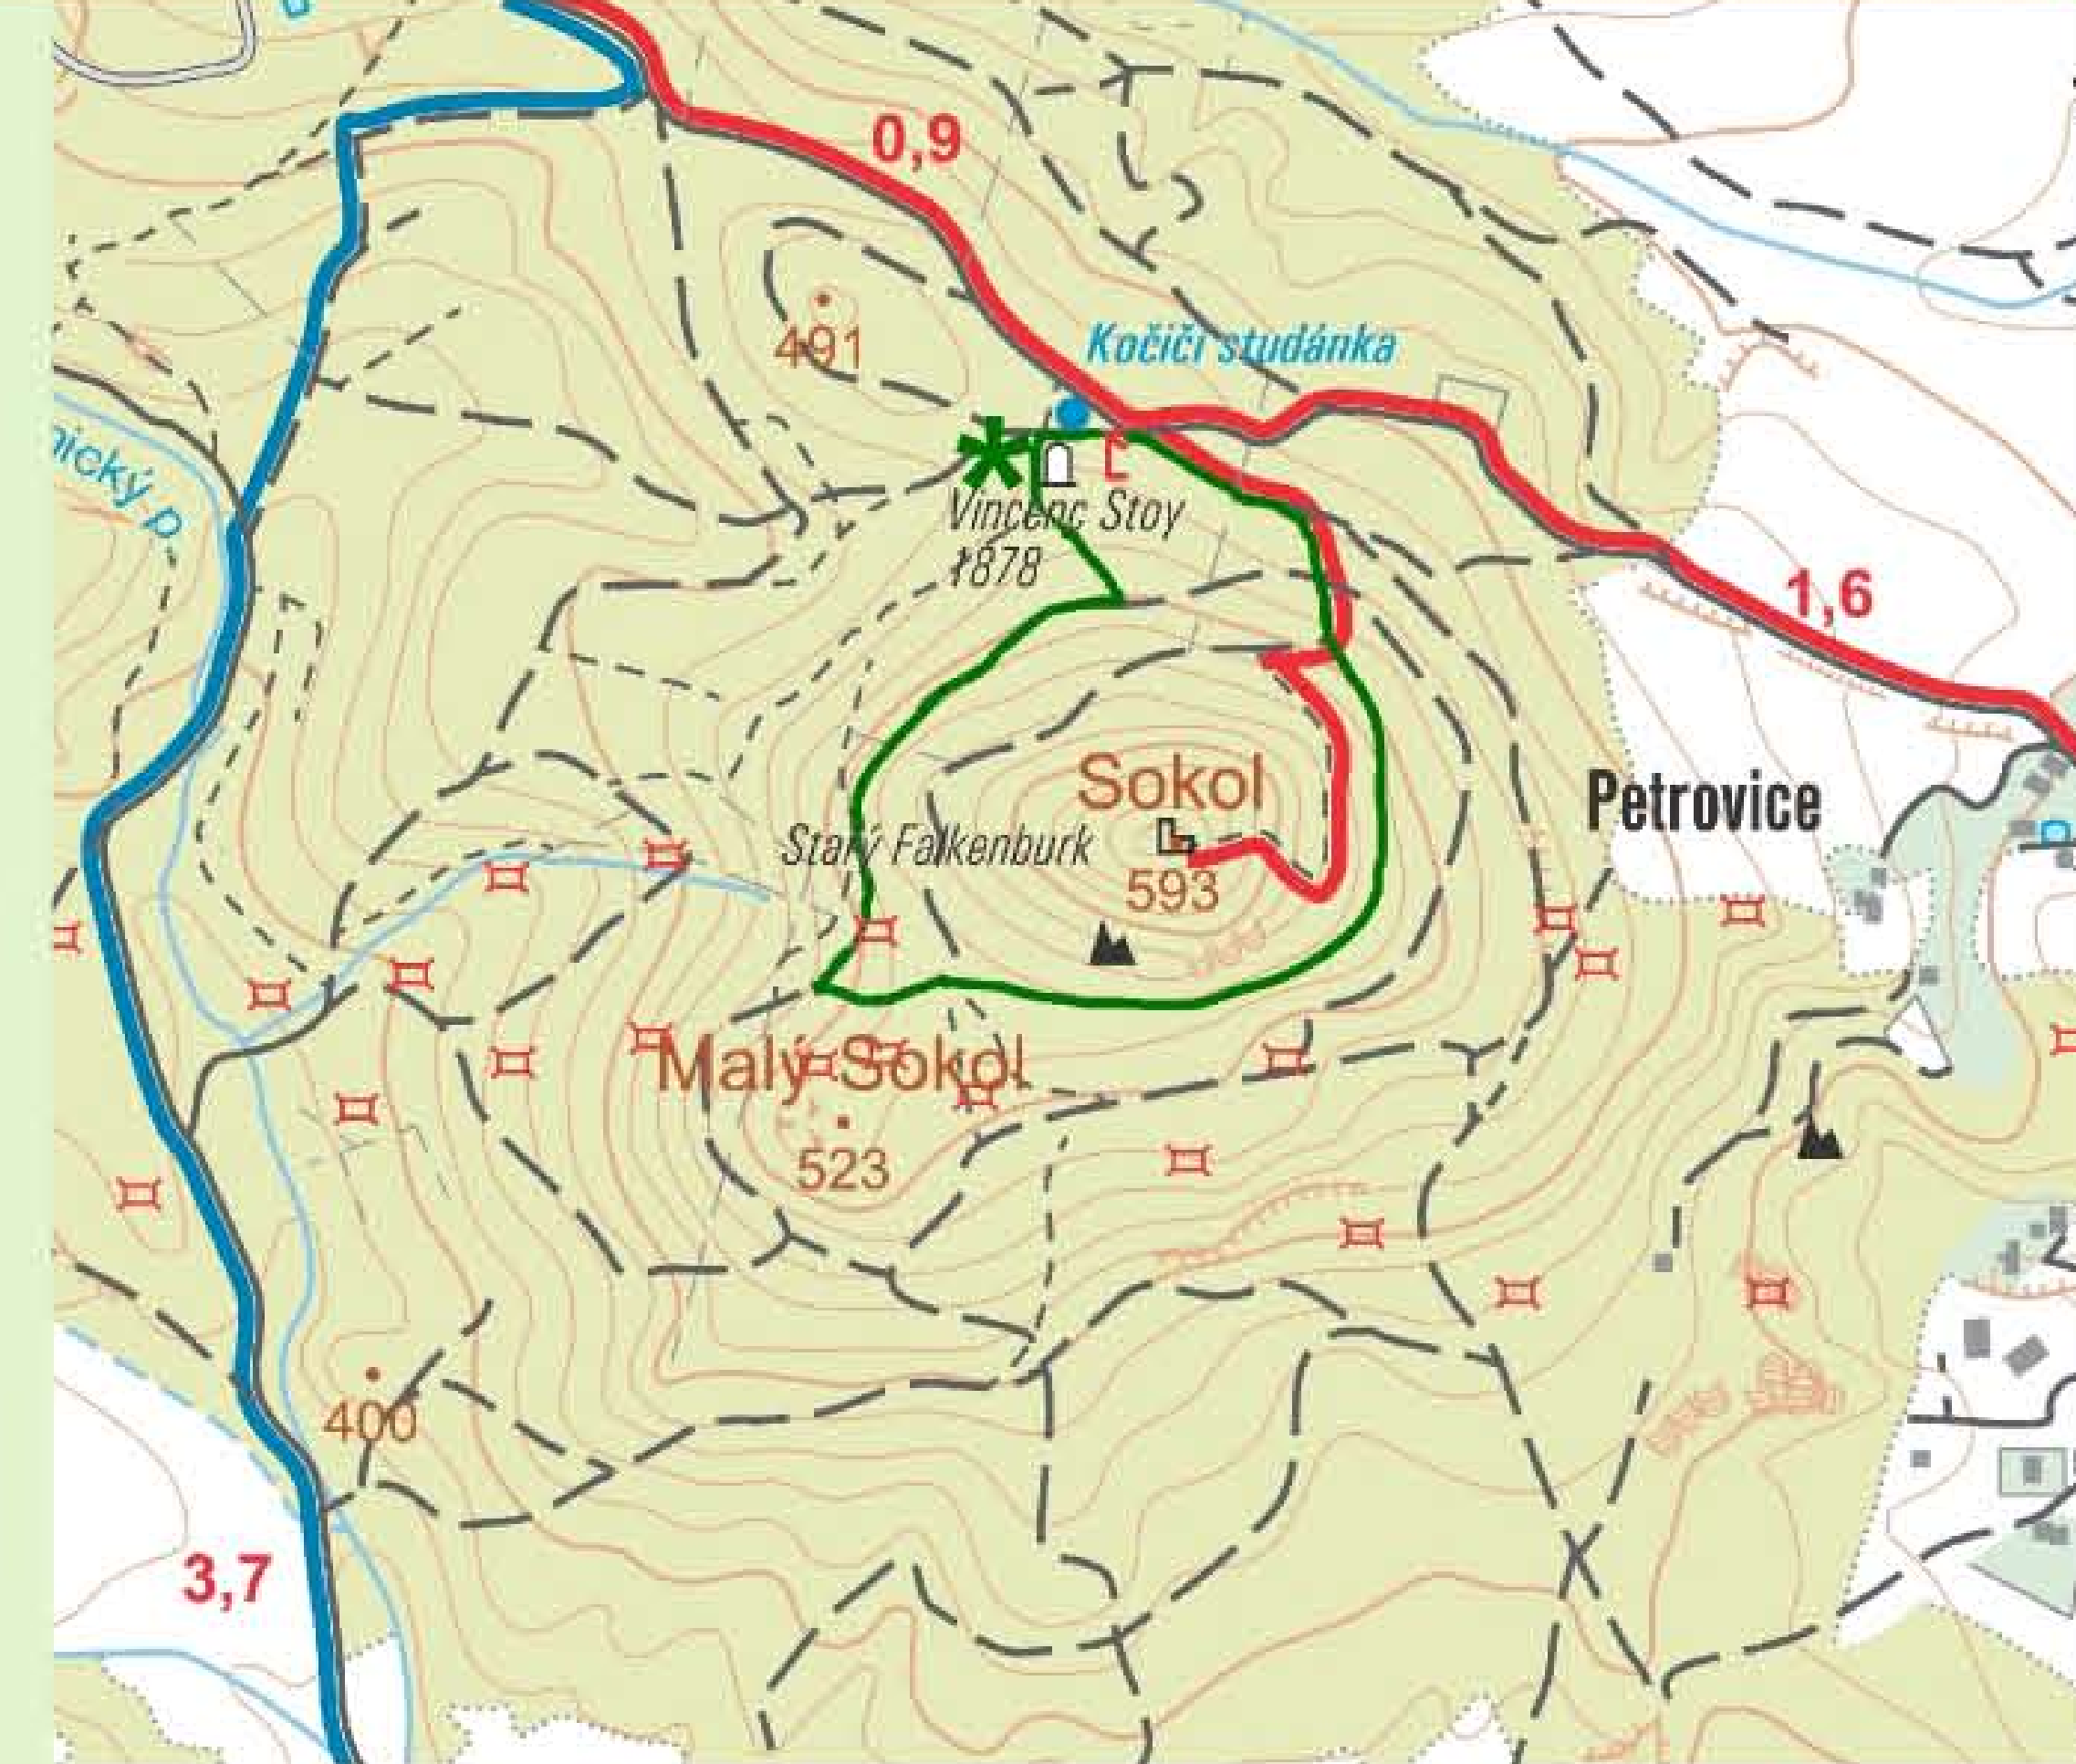 0,9
491
Kočičí studánka
nický p.
Vincenc Stoy
1878
1,6
Sokol
Petrovice
Starý Falkenburk
593
Malý Sokol
523
400
3,7